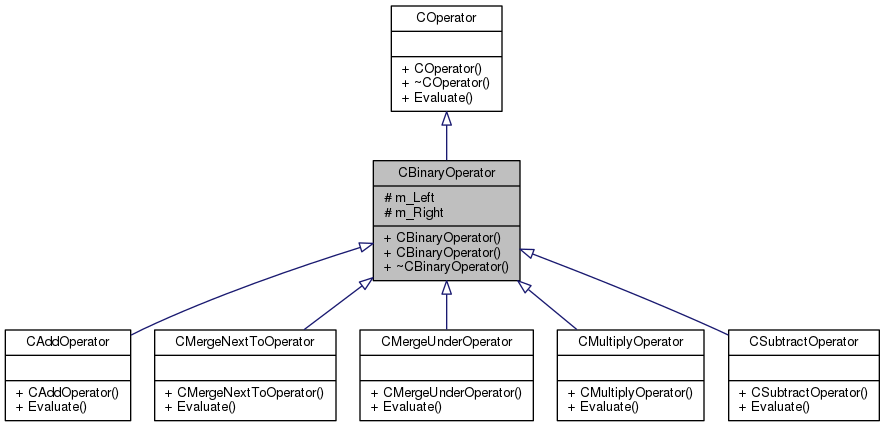 COperator
+ COperator()
+ ~COperator()
+ Evaluate()
CBinaryOperator
# m_Left
# m_Right
+ CBinaryOperator()
+ CBinaryOperator()
+ ~CBinaryOperator()
CAddOperator
+ CAddOperator()
+ Evaluate()
CMergeNextToOperator
+ CMergeNextToOperator()
+ Evaluate()
CMergeUnderOperator
+ CMergeUnderOperator()
+ Evaluate()
CMultiplyOperator
+ CMultiplyOperator()
+ Evaluate()
CSubtractOperator
+ CSubtractOperator()
+ Evaluate()